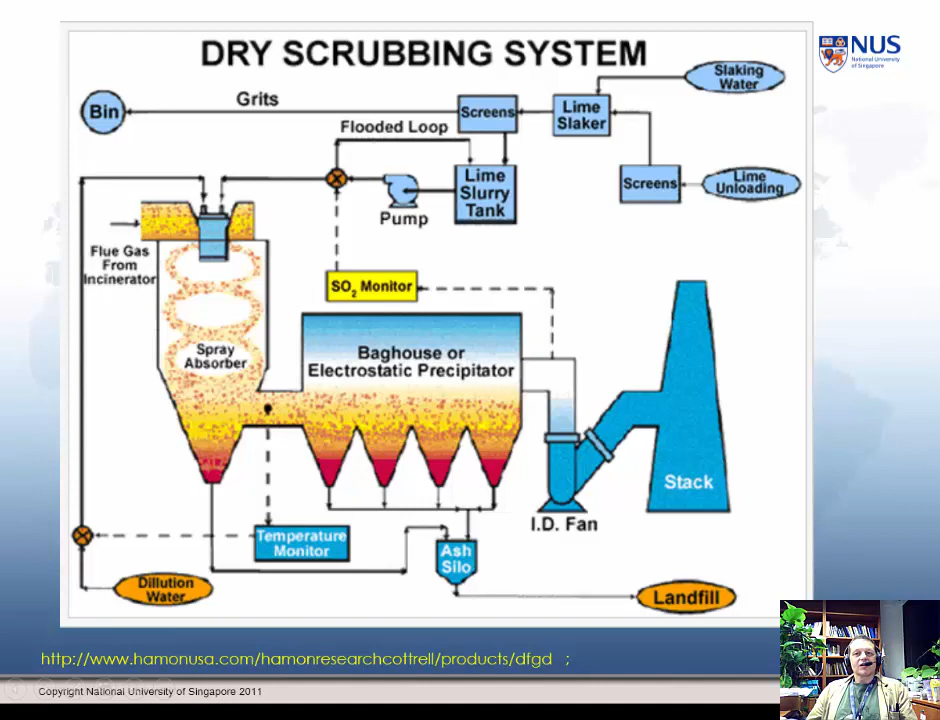 DRY SCRUBBING SYSTEM
NUS
National University
of Singapore
Slaking
Water
Grits
Bin
Screens
Lime
Slaker
Flooded Loop
Lime
Slurry
Tank
Screens
Lime
Unloading
Pump
Flue Gas
From
Incinerator
SO2 Monitor
Spray
Absorber
Baghouse or
Electrostatic Precipitator
Stack
I.D. Fan
Temperature
Monitor
Ash
Silo
Dillution
Water
Landfill
http://www.hamonusa.com/hamonresearchcottrell/products/dfgd ;
Copyright National University of Singapore 2011